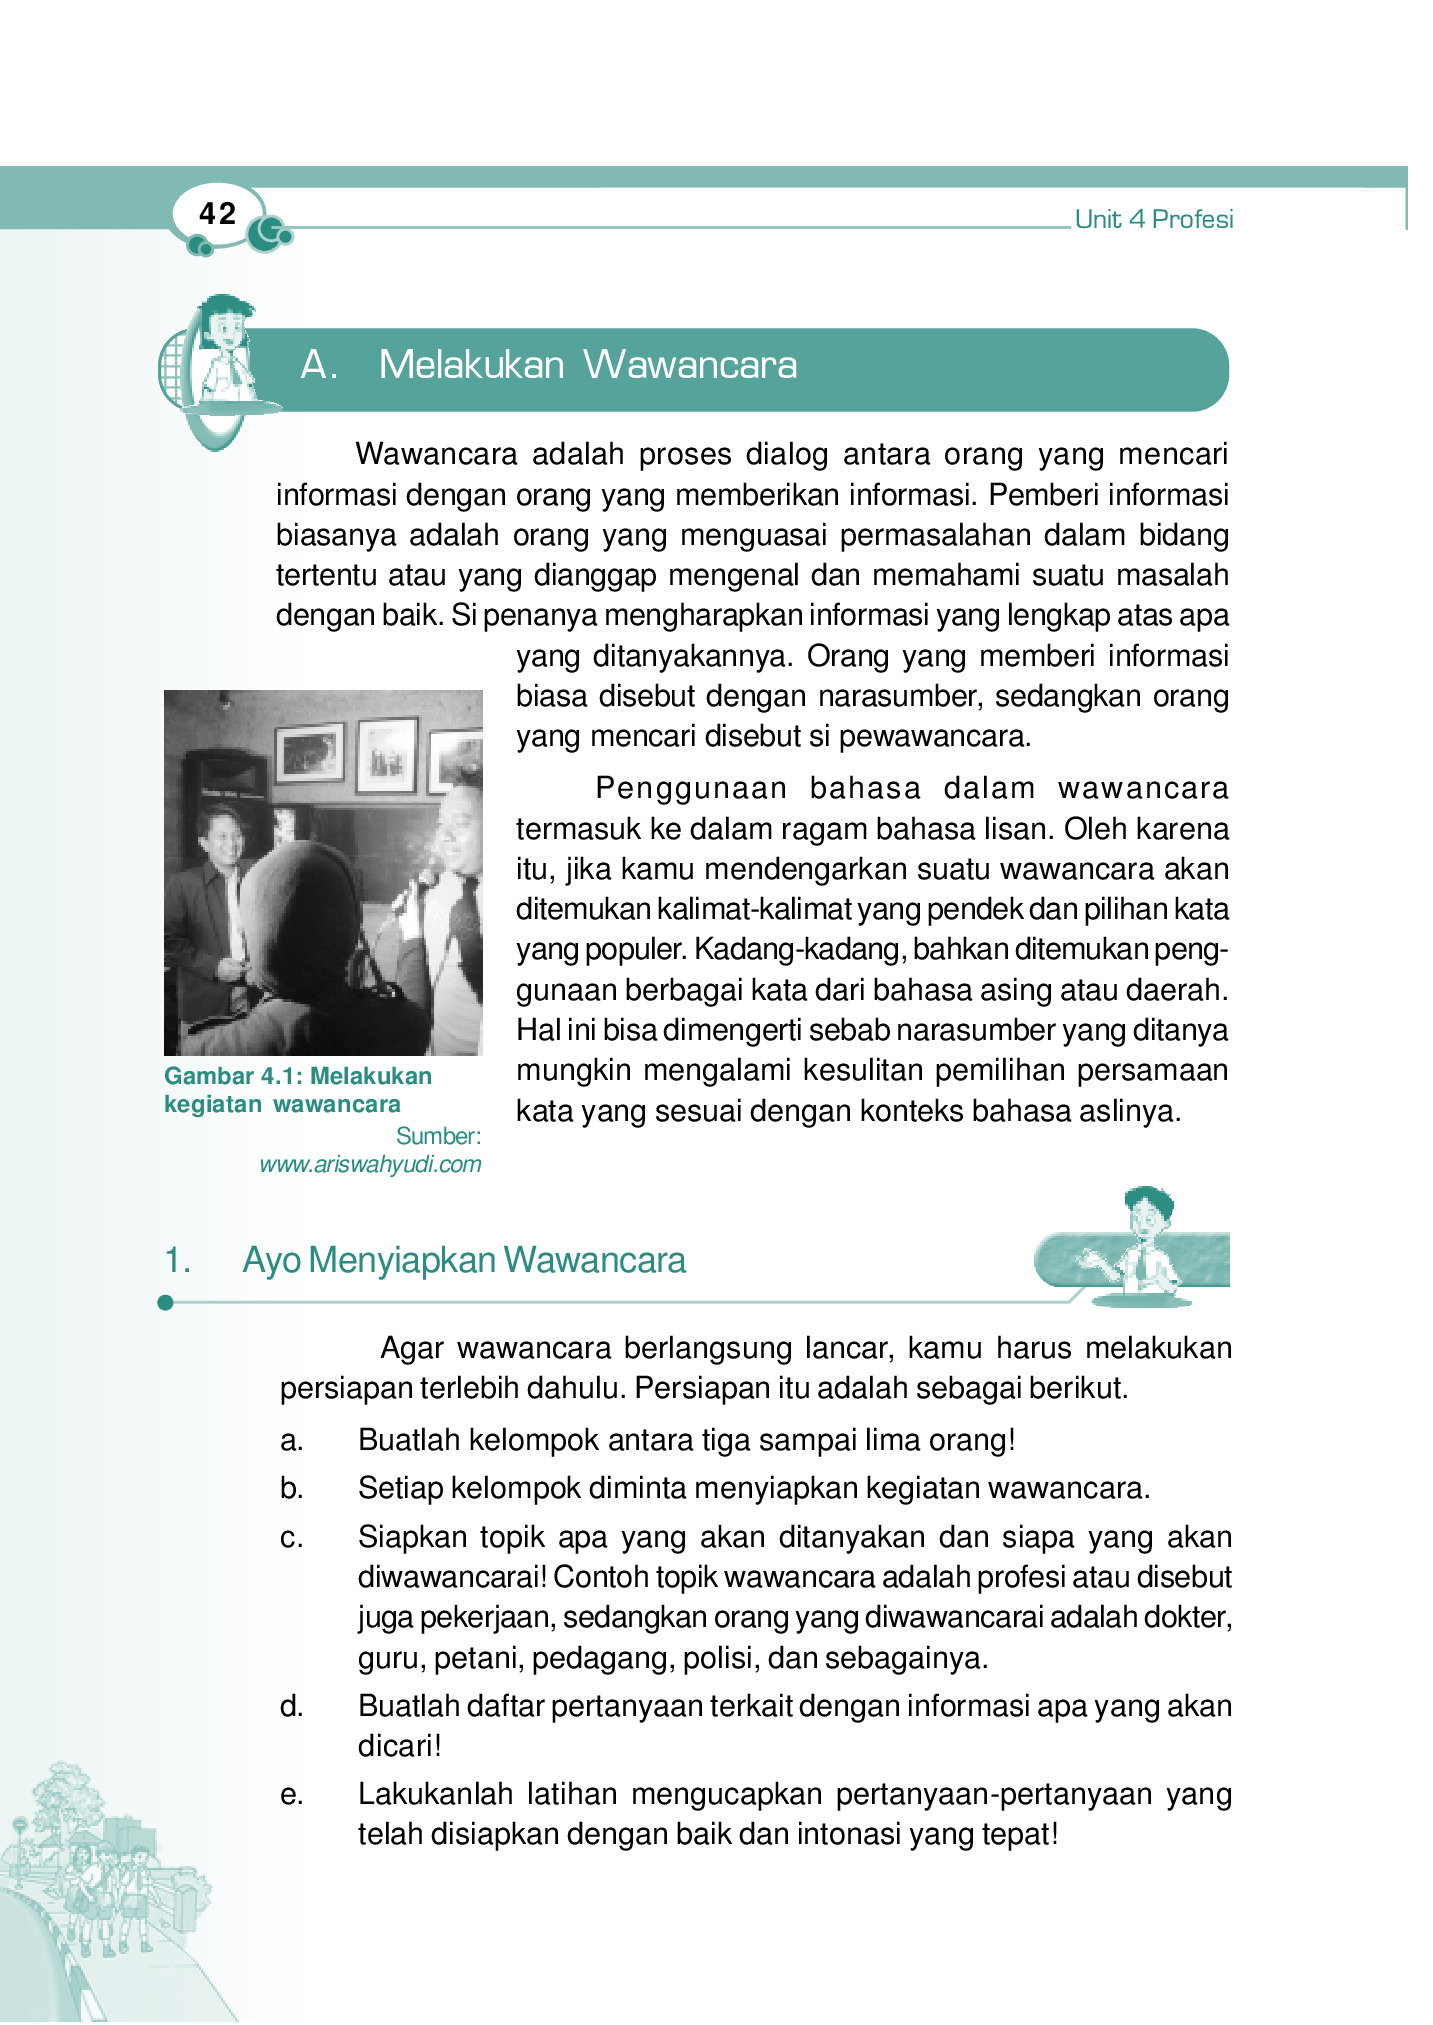 42
Unit 4 Profesi
A. Melakukan Wawancara
Wawancara adalah proses dialog antara orang yang mencari
informasi dengan orang yang memberikan informasi. Pemberi informasi
biasanya adalah orang yang menguasai permasalahan dalam bidang
tertentu atau yang dianggap mengenal dan memahami suatu masalah
dengan baik. Si penanya mengharapkan informasi yang lengkap atas apa
yang ditanyakannya. Orang yang memberi informasi
biasa disebut dengan narasumber, sedangkan orang
yang mencari disebut si pewawancara.
Penggunaan bahasa dalam wawancara
termasuk ke dalam ragam bahasa lisan. Oleh karena
itu, jika kamu mendengarkan suatu wawancara akan
ditemukan kalimat-kalimat yang pendek dan pilihan kata
yang populer. Kadang-kadang, bahkan ditemukan peng-
gunaan berbagai kata dari bahasa asing atau daerah.
Hal ini bisa dimengerti sebab narasumber yang ditanya
mungkin mengalami kesulitan pemilihan persamaan
kata yang sesuai dengan konteks bahasa aslinya.
Gambar 4.1: Melakukan
kegiatan wawancara
Sumber:
www.ariswahyudi.com
1. Ayo Menyiapkan Wawancara
Agar wawancara berlangsung lancar, kamu harus melakukan
persiapan terlebih dahulu. Persiapan itu adalah sebagai berikut.
a. Buatlah kelompok antara tiga sampai lima orang!
b. Setiap kelompok diminta menyiapkan kegiatan wawancara.
c. Siapkan topik apa yang akan ditanyakan dan siapa yang akan
diwawancarai! Contoh topik wawancara adalah profesi atau disebut
juga pekerjaan, sedangkan orang yang diwawancarai adalah dokter,
guru, petani, pedagang, polisi, dan sebagainya.
d. Buatlah daftar pertanyaan terkait dengan informasi apa yang akan
dicari!
e. Lakukanlah latihan mengucapkan pertanyaan-pertanyaan yang
telah disiapkan dengan baik dan intonasi yang tepat!